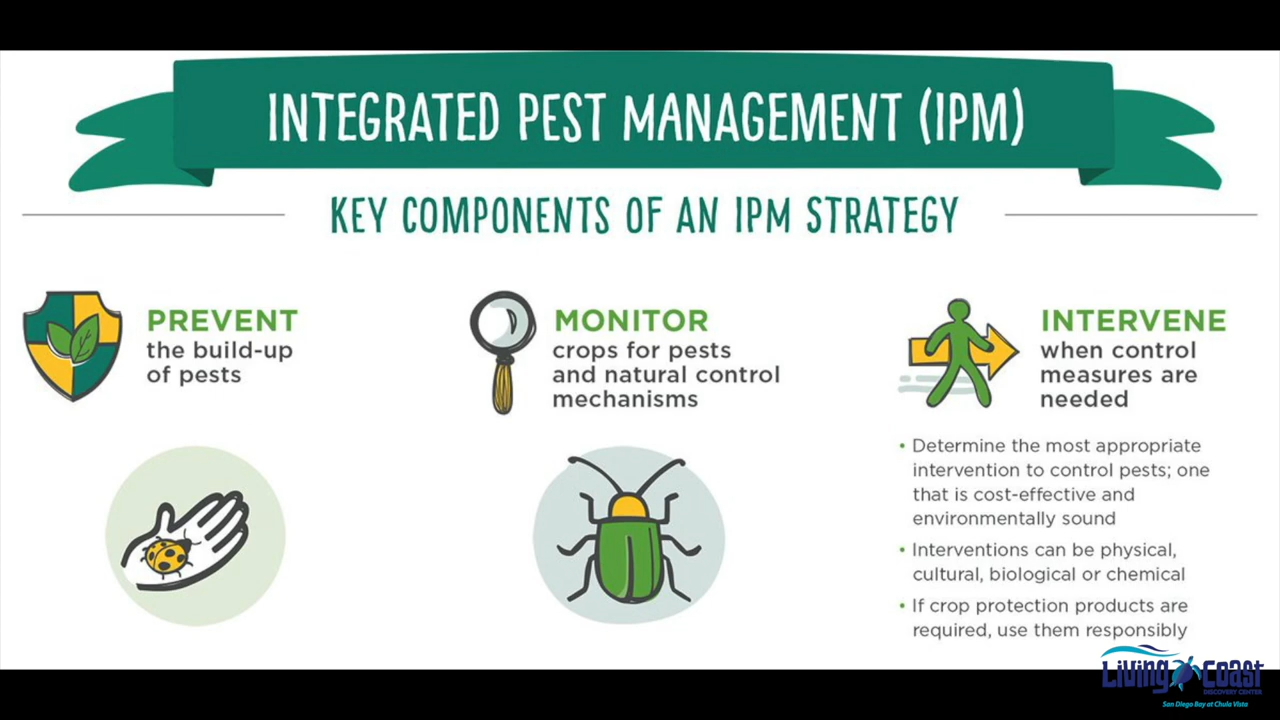 INTEGRATED PEST MANAGEMENT (IPM)
KEY COMPONENTS OF AN IPM STRATEGY
PREVENT
the build-up
of pests
MONITOR
crops for pests
and natural control
mechanisms
INTERVENE
when control
measures are
needed
• Determine the most appropriate
intervention to control pests; one
that is cost-effective and
environmentally sound
• Interventions can be physical,
cultural, biological or chemical
• If crop protection products are
required, use them responsibly
Living Coast
DISCOVERY CENTER
San Diego Bay at Chula Vista